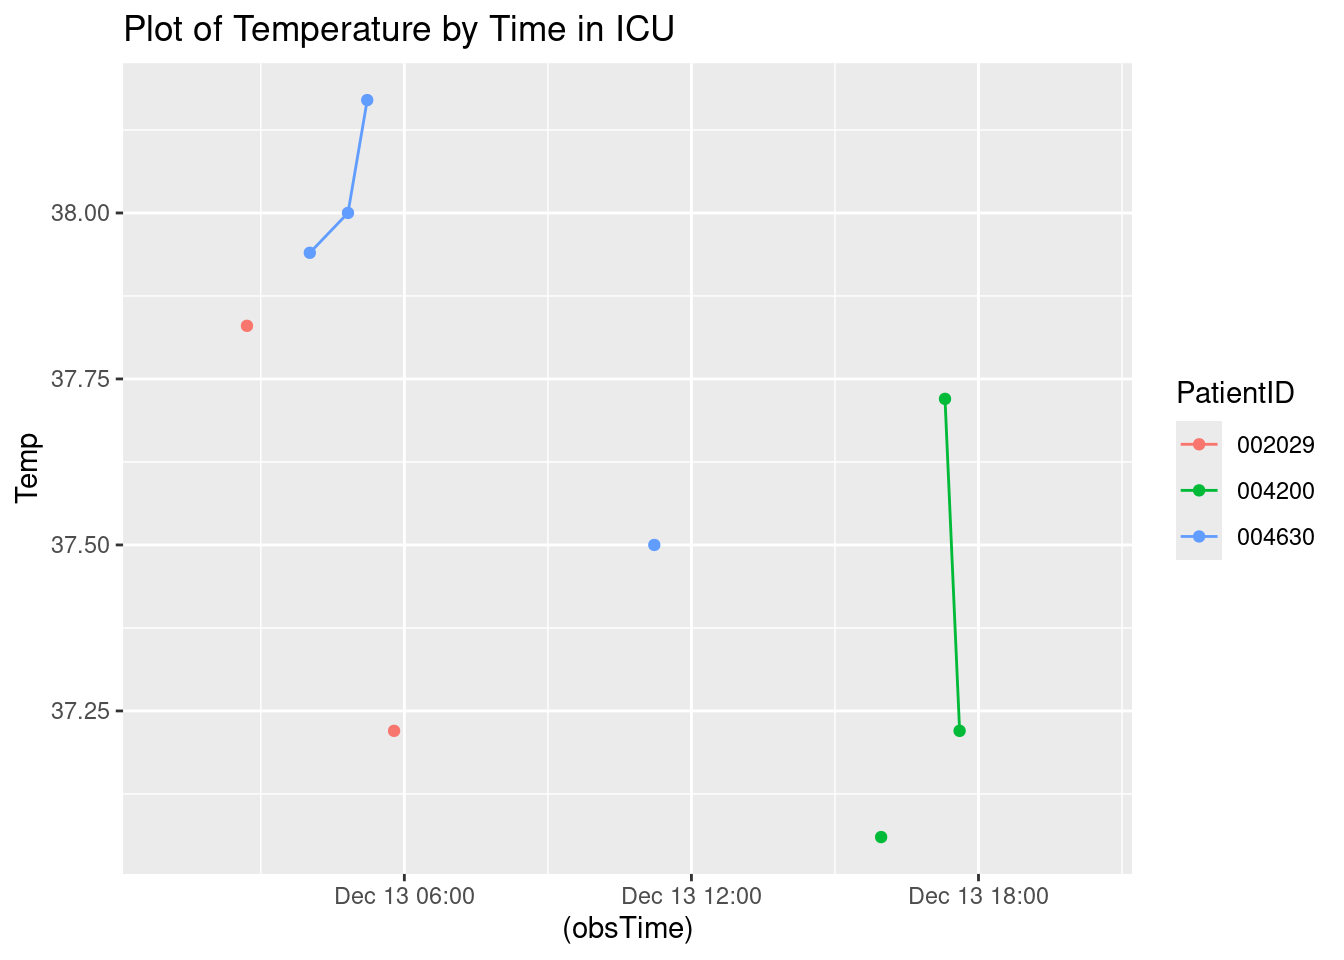 Plot of Temperature by Time in ICU
38.00
37.75
37.50
37.25
Temp
Dec 13 06:00
Dec 13 12:00
Dec 13 18:00
(obsTime)
PatientID
002029
004200
004630